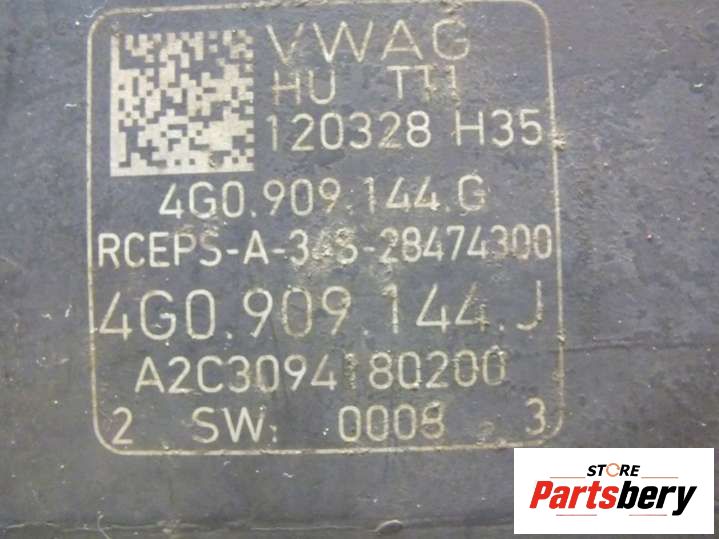 VWAG
HU TT1
120328 H35
4G0.909.144.G
RCEPS-A-348-28474300
4G0.909.144.J
A2C3094180200
2 SW: 0008 3
STORE
Partsbery